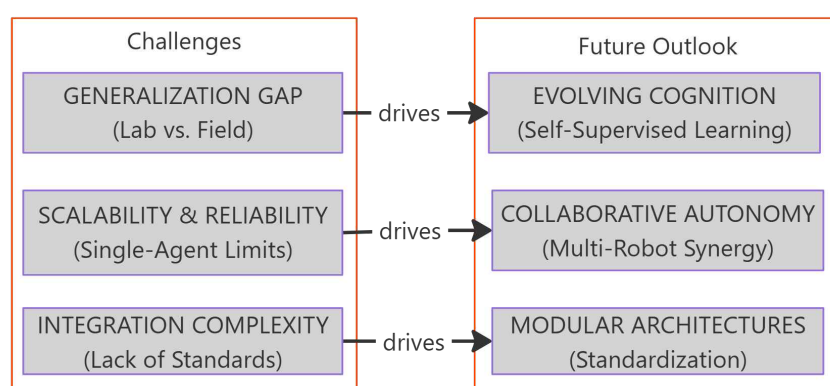 Challenges
Future Outlook
GENERALIZATION GAP
(Lab vs. Field)
drives
EVOLVING COGNITION
(Self-Supervised Learning)
SCALABILITY & RELIABILITY
(Single-Agent Limits)
drives
COLLABORATIVE AUTONOMY
(Multi-Robot Synergy)
INTEGRATION COMPLEXITY
(Lack of Standards)
drives
MODULAR ARCHITECTURES
(Standardization)